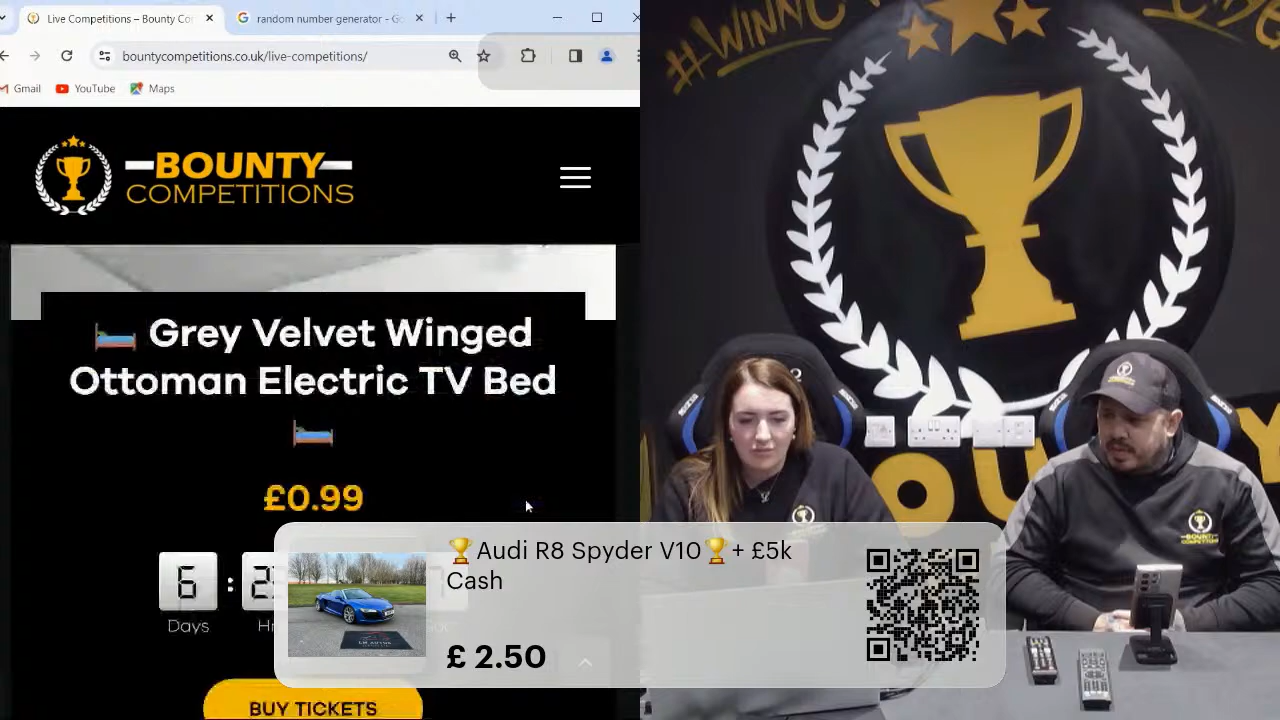 Live Competitions – Bounty Co
random number generator - G
bountycompetitions.co.uk/live-competitions/
Gmail
YouTube
Maps
BOUNTY
COMPETITIONS
Grey Velvet Winged
Ottoman Electric TV Bed
£0.99
6
:
Days
BUY TICKETS
🏆Audi R8 Spyder V10🏆+ £5k
Cash
£ 2.50